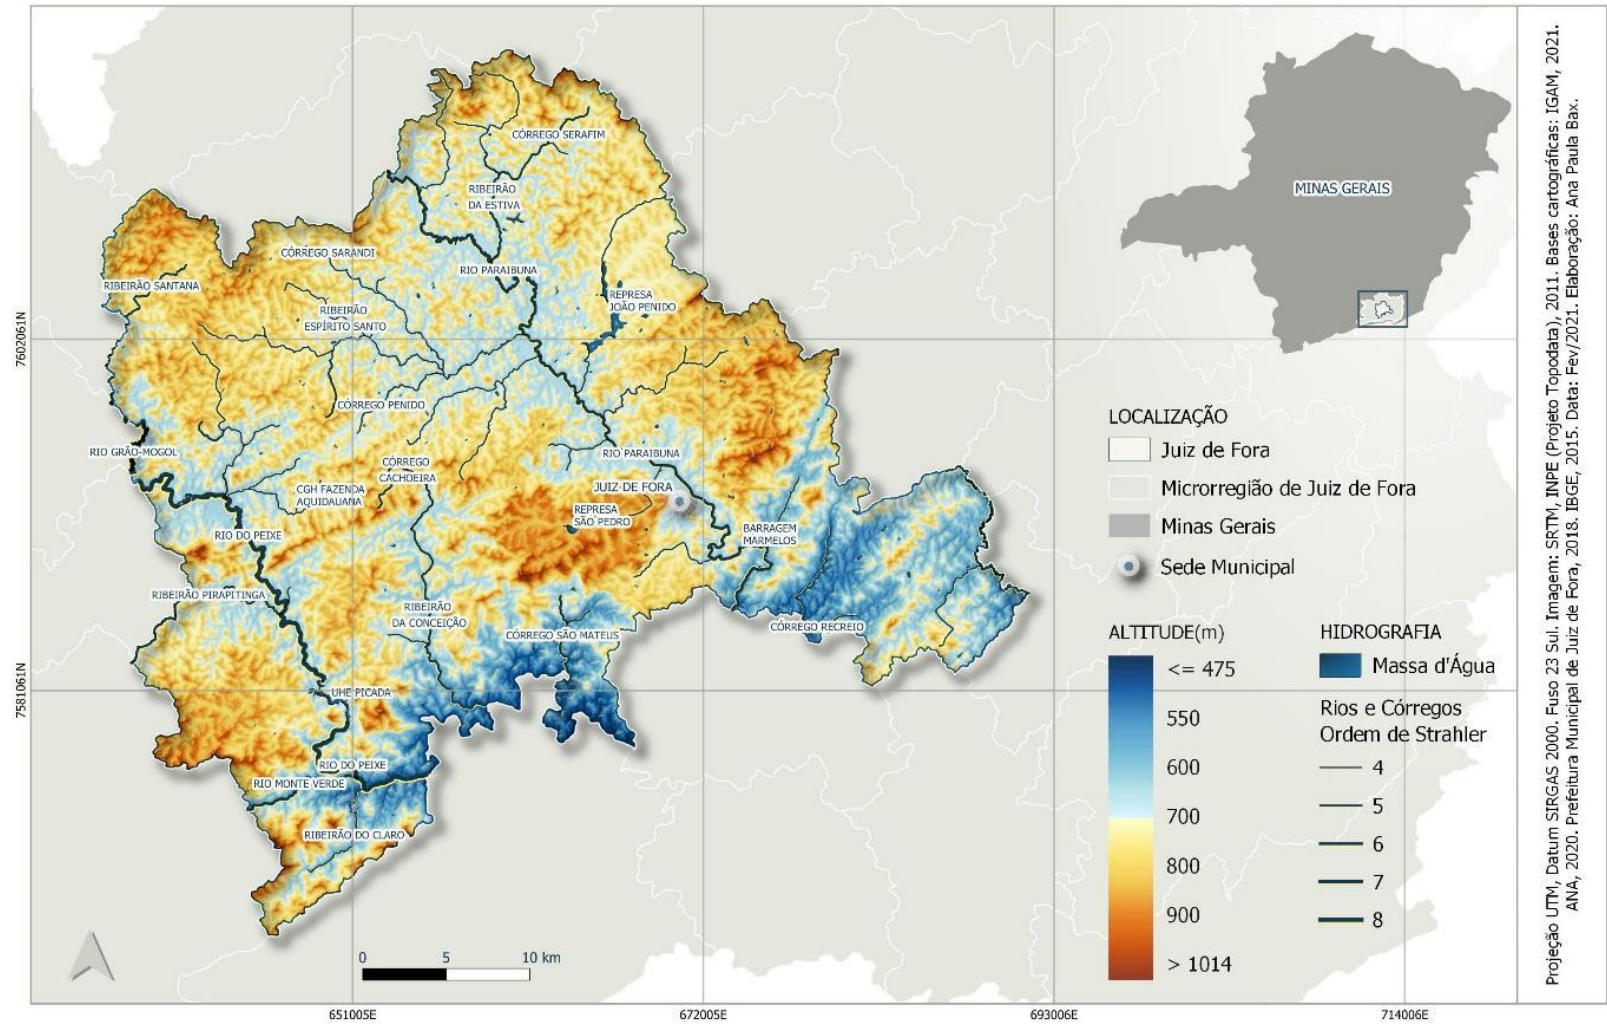 CÓRREGO SERAFIM
RIBEIRÃO
DA ESTIVA
CÓRREGO SARANDI
RIO PARAIBUNA
RIBEIRÃO SANTANA
RIBEIRÃO
ESPÍRITO SANTO
REPRESA
JOÃO PENIDO
CÓRREGO PENIDO
RIO GRÃO-MOGOL
CÓRREGO
CACHOEIRA
RIO PARAIBUNA
CGH FAZENDA
AQUIDAUANA
JUIZ DE FORA
REPRESA
SÃO PEDRO
RIO DO PEIXE
BARRAGEM
MARMELOS
RIBEIRÃO PIRAPITINGA
RIBEIRÃO
DA CONCEIÇÃO
CÓRREGO SÃO MATEUS
CÓRREGO RECREIO
UHE PICADA
RIO DO PEIXE
RIO MONTE VERDE
RIBEIRÃO DO CLARO
0 5 10 km
7602061N
7581061N
651005E
672005E
693006E
714006E
MINAS GERAIS
LOCALIZAÇÃO
Juiz de Fora
Microrregião de Juiz de Fora
Minas Gerais
Sede Municipal
ALTITUDE(m)
<= 475
550
600
700
800
900
> 1014
HIDROGRAFIA
Massa d'Água
Rios e Córregos
Ordem de Strahler
4
5
6
7
8
Projeção UTM, Datum SIRGAS 2000. Fuso 23 Sul. Imagem: SRTM, INPE (Projeto Topodata), 2011. Bases cartográficas: IGAM, 2021.
ANA, 2020. Prefeitura Municipal de Juiz de Fora, 2018. IBGE, 2015. Data: Fev/2021. Elaboração: Ana Paula Bax.